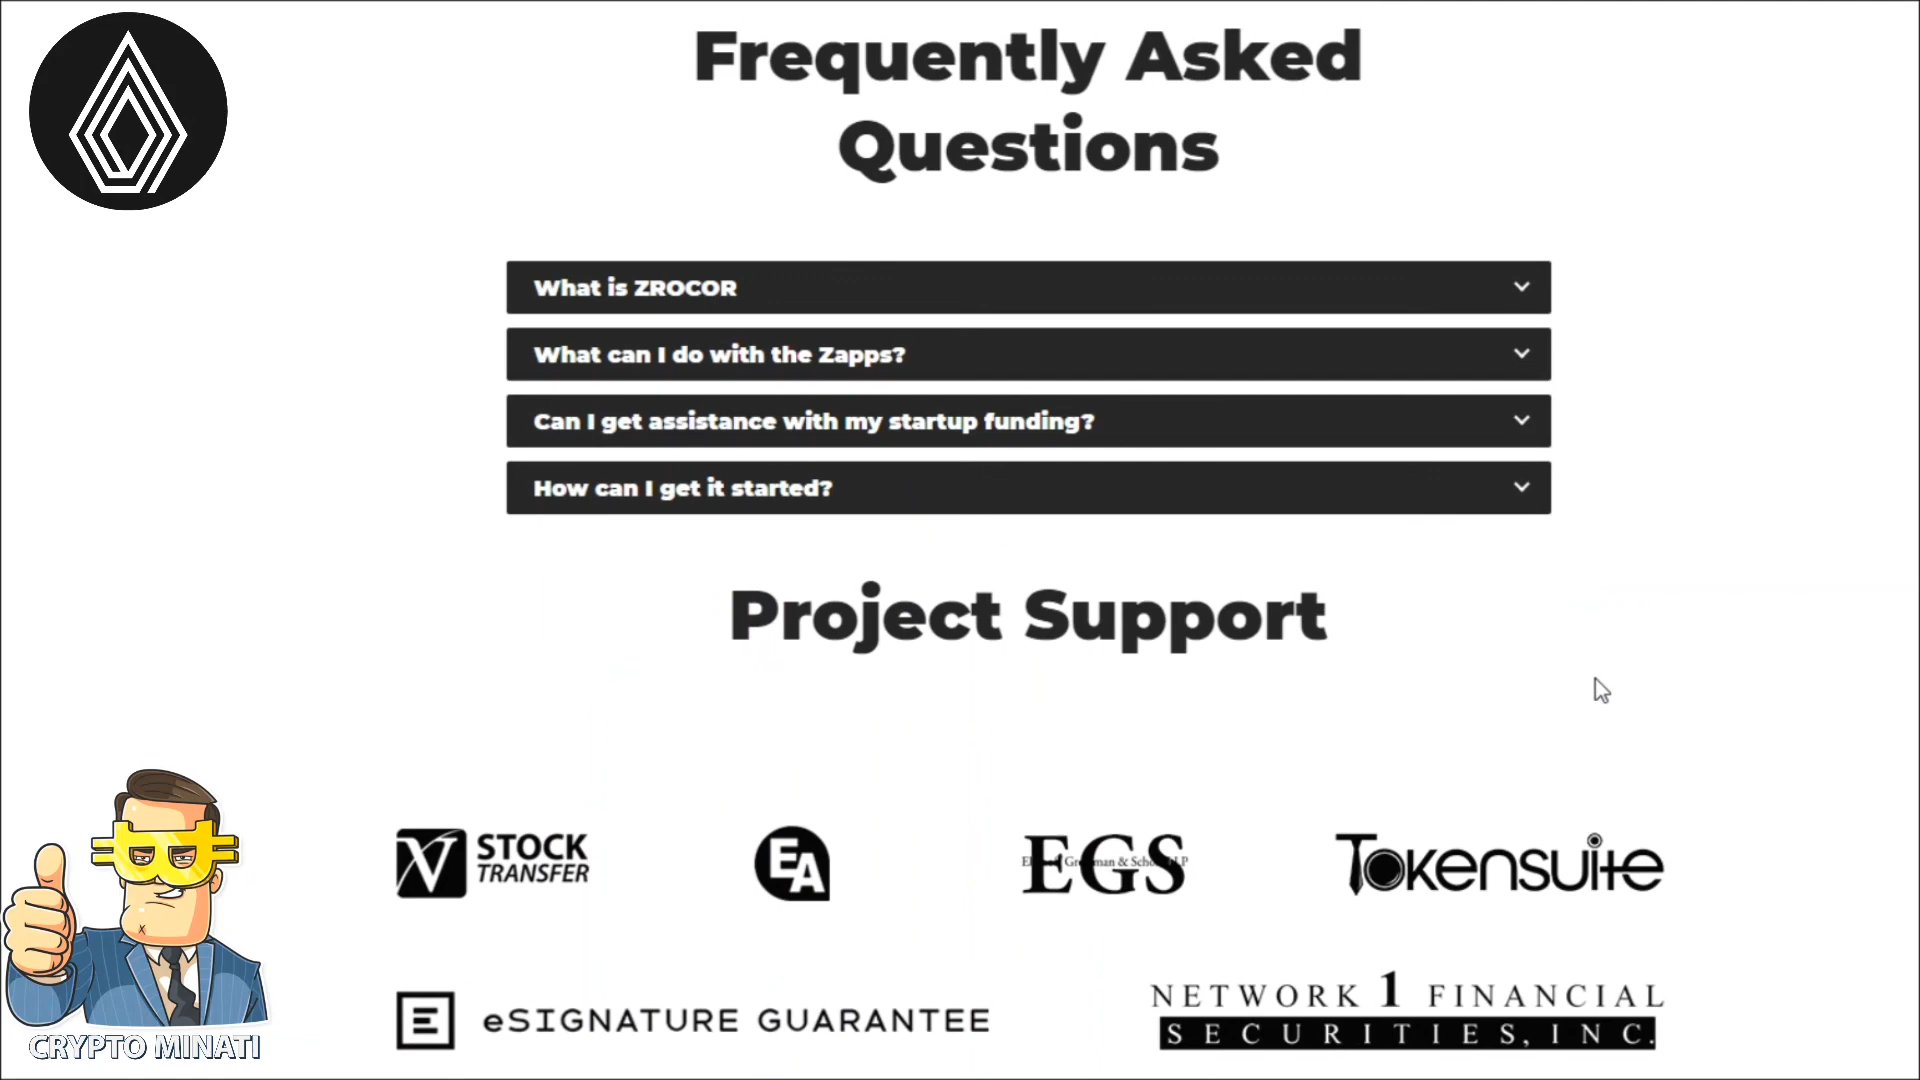 Frequently Asked
Questions
What is ZROCOR
What can I do with the Zapps?
Can I get assistance with my startup funding?
How can I get it started?
Project Support
V STOCK
TRANSFER
EA
EGS
Tokensuite
eSIGNATURE GUARANTEE
NETWORK 1 FINANCIAL
SECURITIES, INC.
CRYPTO MINATI